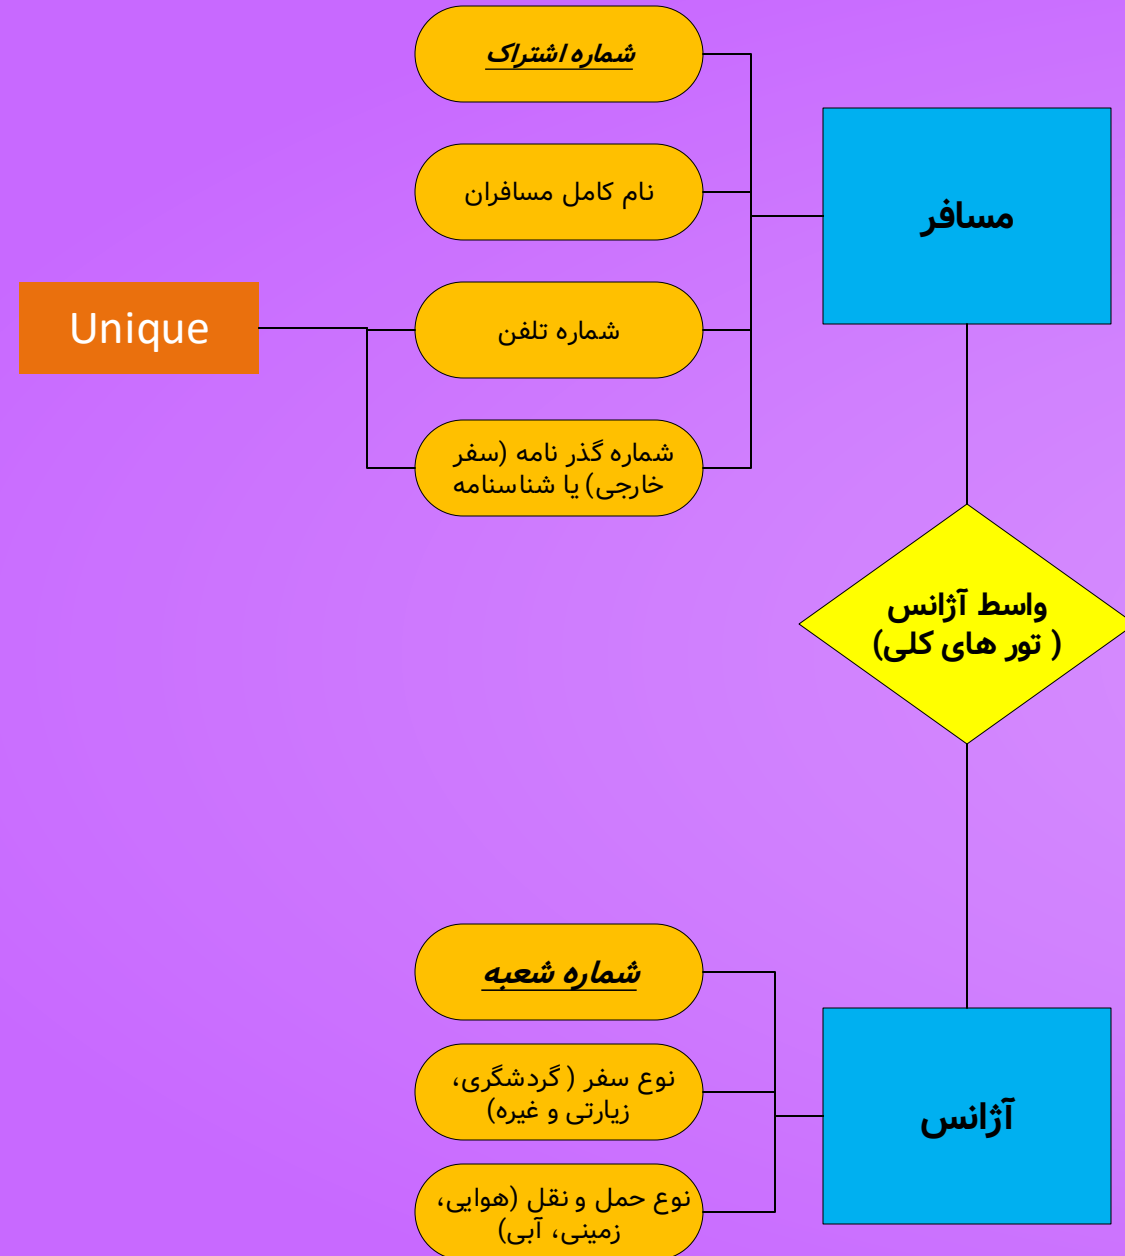 شماره اشتراک
نام کامل مسافران
مسافر
Unique
شماره تلفن
شماره گذر نامه (سفر
خارجی) یا شناسنامه
واسط آژانس
( تور های کلی)
شماره شعبه
نوع سفر ( گردشگری،
زیارتی و غیره)
آژانس
نوع حمل و نقل (هوایی،
زمینی، آبی)